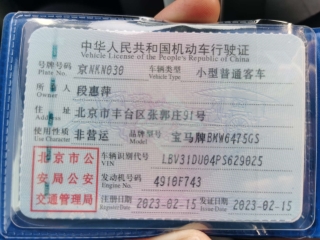 中华人民共和国机动车行驶证
Vehicle License of the People's Republic of China
号牌号码 京NKN030 车辆类型 小型普通客车
Plate No. Vehicle Type
所有人 段惠萍
Owner
住址 北京市丰台区张郭庄91号
Address
使用性质 非营运 品牌型号 宝马牌BKW6475GS
Use Character Model
北京市公安局公安交通管理局
车辆识别代号 LBV31DU04PS629825
VIN
发动机号码 4910F743
Engine No.
注册日期 2023-02-15 发证日期 2023-02-15
Register Date Issue Date